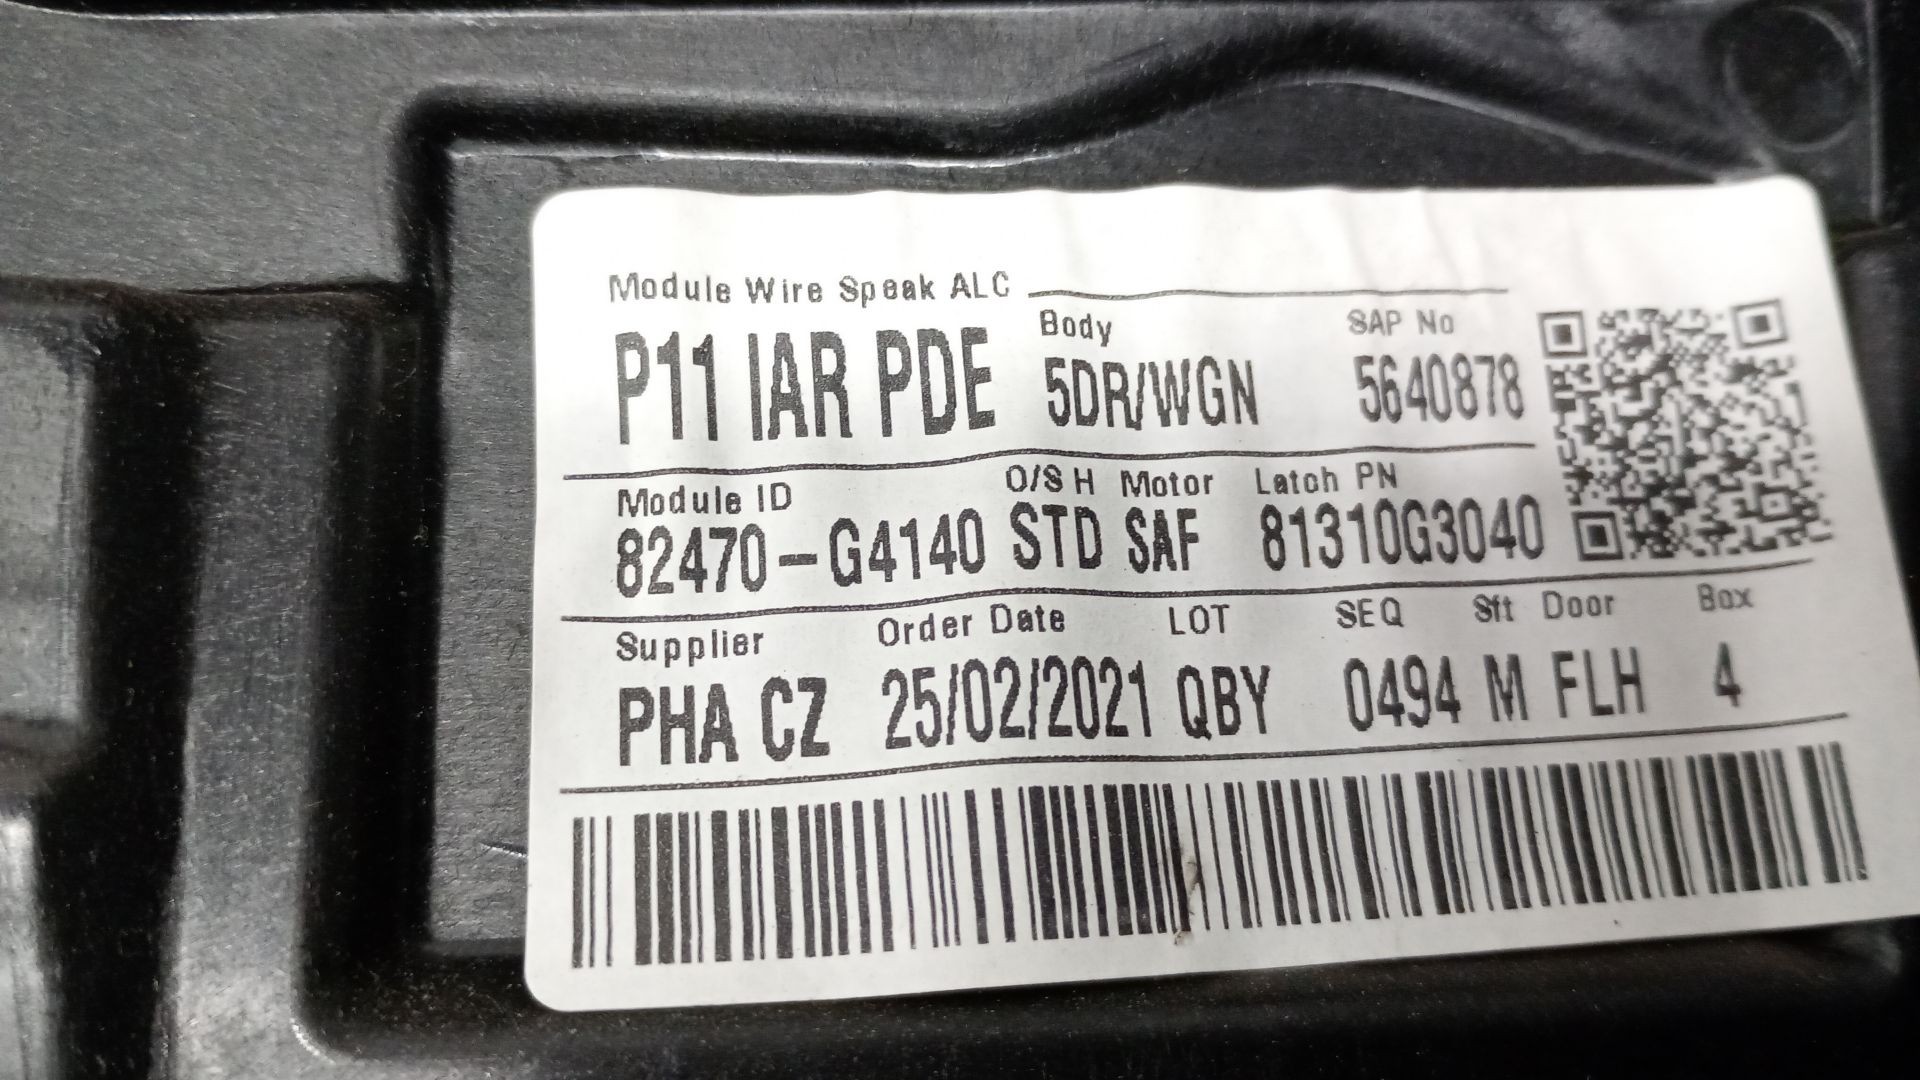 Module Wire Speak ALC
Body SAP No
P11 IAR PDE 5DR/WGN 5640878
Module ID O/S H Motor Latch PN
82470-G4140 STD SAF 81310G3040
Supplier Order Date LOT SEQ Sft Door Box
PHA CZ 25/02/2021 QBY 0494 M FLH 4